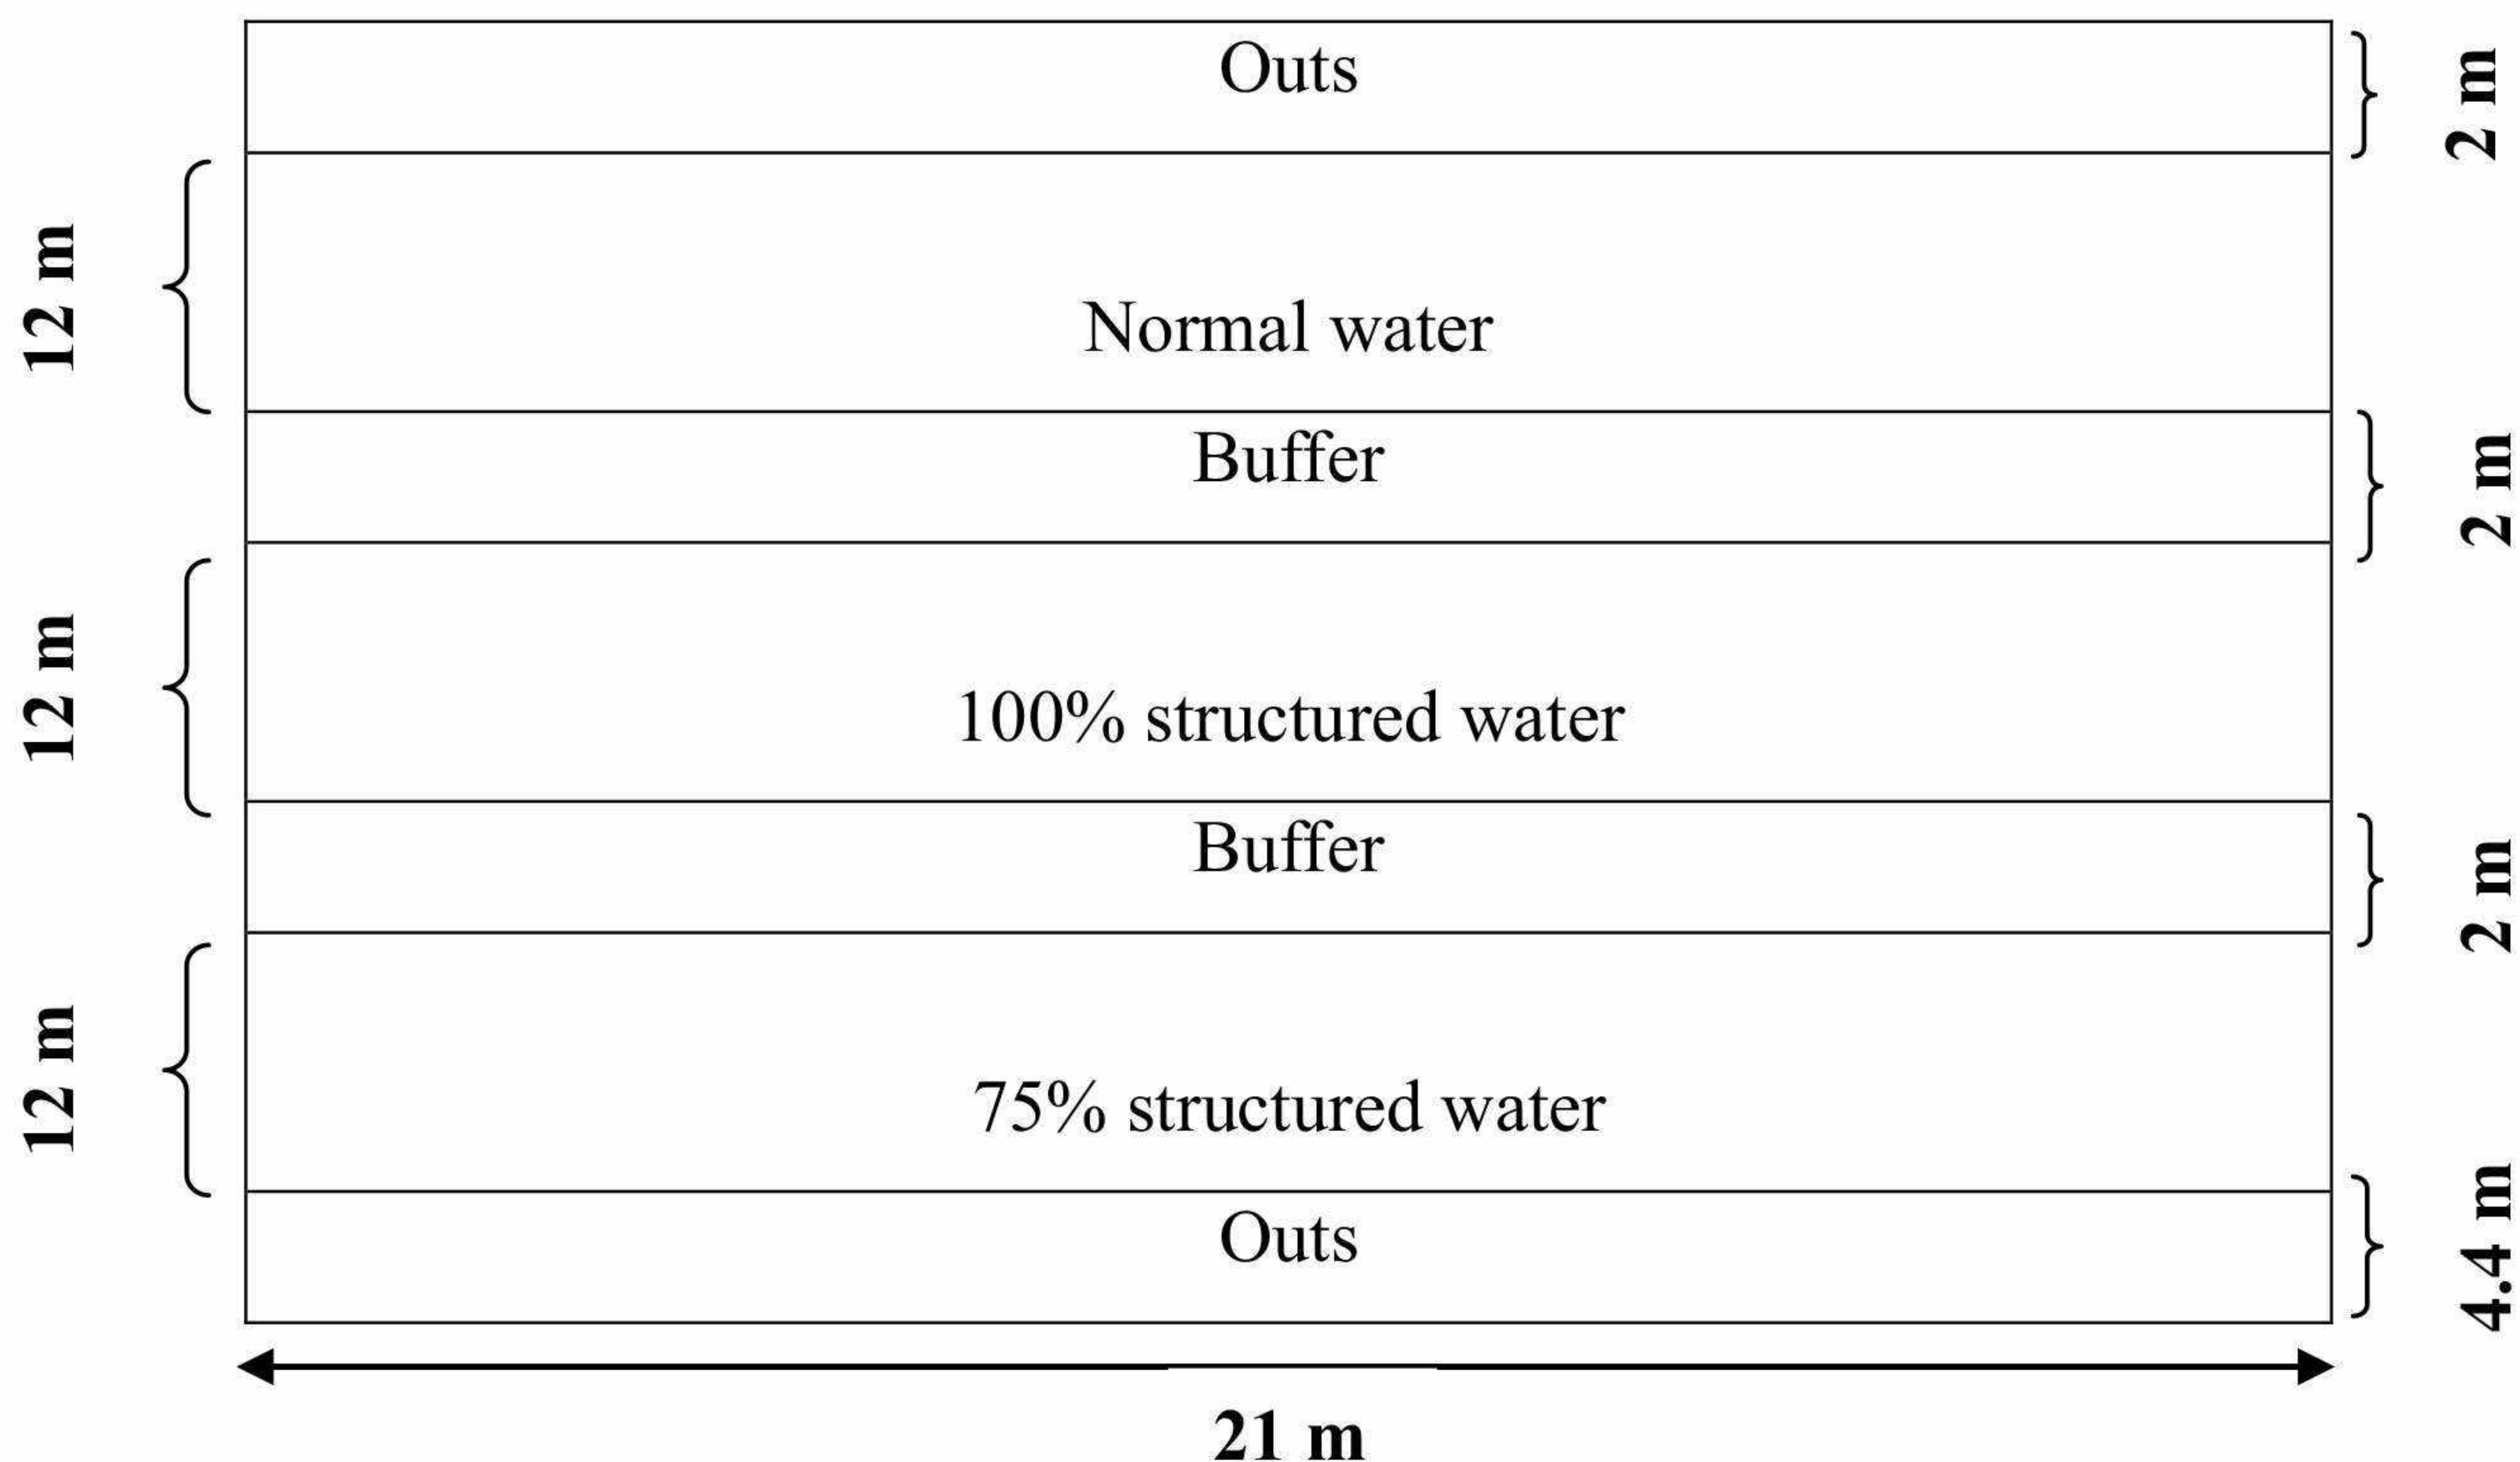 Outs
2 m
12 m
Normal water
Buffer
2 m
12 m
100% structured water
Buffer
2 m
12 m
75% structured water
Outs
4.4 m
21 m